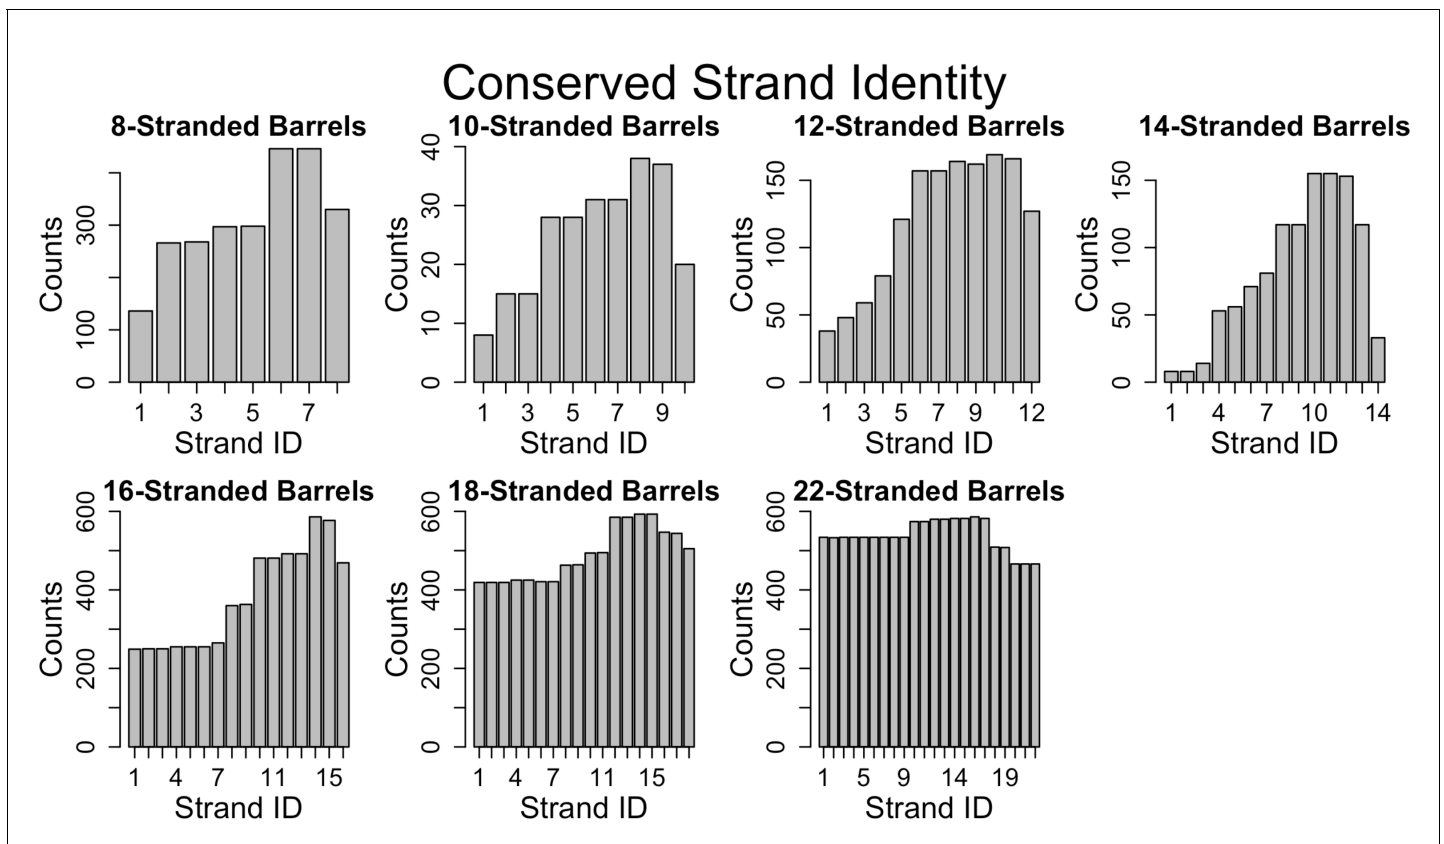 Conserved Strand Identity
8-Stranded Barrels
10-Stranded Barrels
12-Stranded Barrels
14-Stranded Barrels
Counts
0 100 300
1 3 5 7
Strand ID
Counts
0 10 20 30 40
1 3 5 7 9
Strand ID
Counts
0 50 100 150
1 3 5 7 9 12
Strand ID
Counts
0 50 100 150
1 4 7 10 14
Strand ID
16-Stranded Barrels
18-Stranded Barrels
22-Stranded Barrels
Counts
0 200 400 600
1 4 7 11 15
Strand ID
Counts
0 200 400 600
1 4 7 11 15
Strand ID
Counts
0 200 400 600
1 5 9 14 19
Strand ID